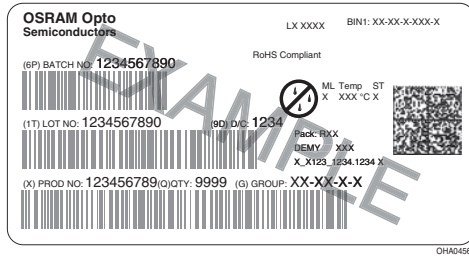 OSRAM Opto
Semiconductors
LX XXXX
BIN1: XX-XX-X-XXX-X
RoHS Compliant
(6P) BATCH NO: 1234567890
ML Temp ST
X XXX °C X
(1T) LOT NO: 1234567890 (9D) D/C: 1234
Pack: RXX
DEMY XXX
X_X123_1234.1234 X
(X) PROD NO: 123456789(Q)QTY: 9999 (G) GROUP: XX-XX-X-X
EXAMPLE
OHA04563